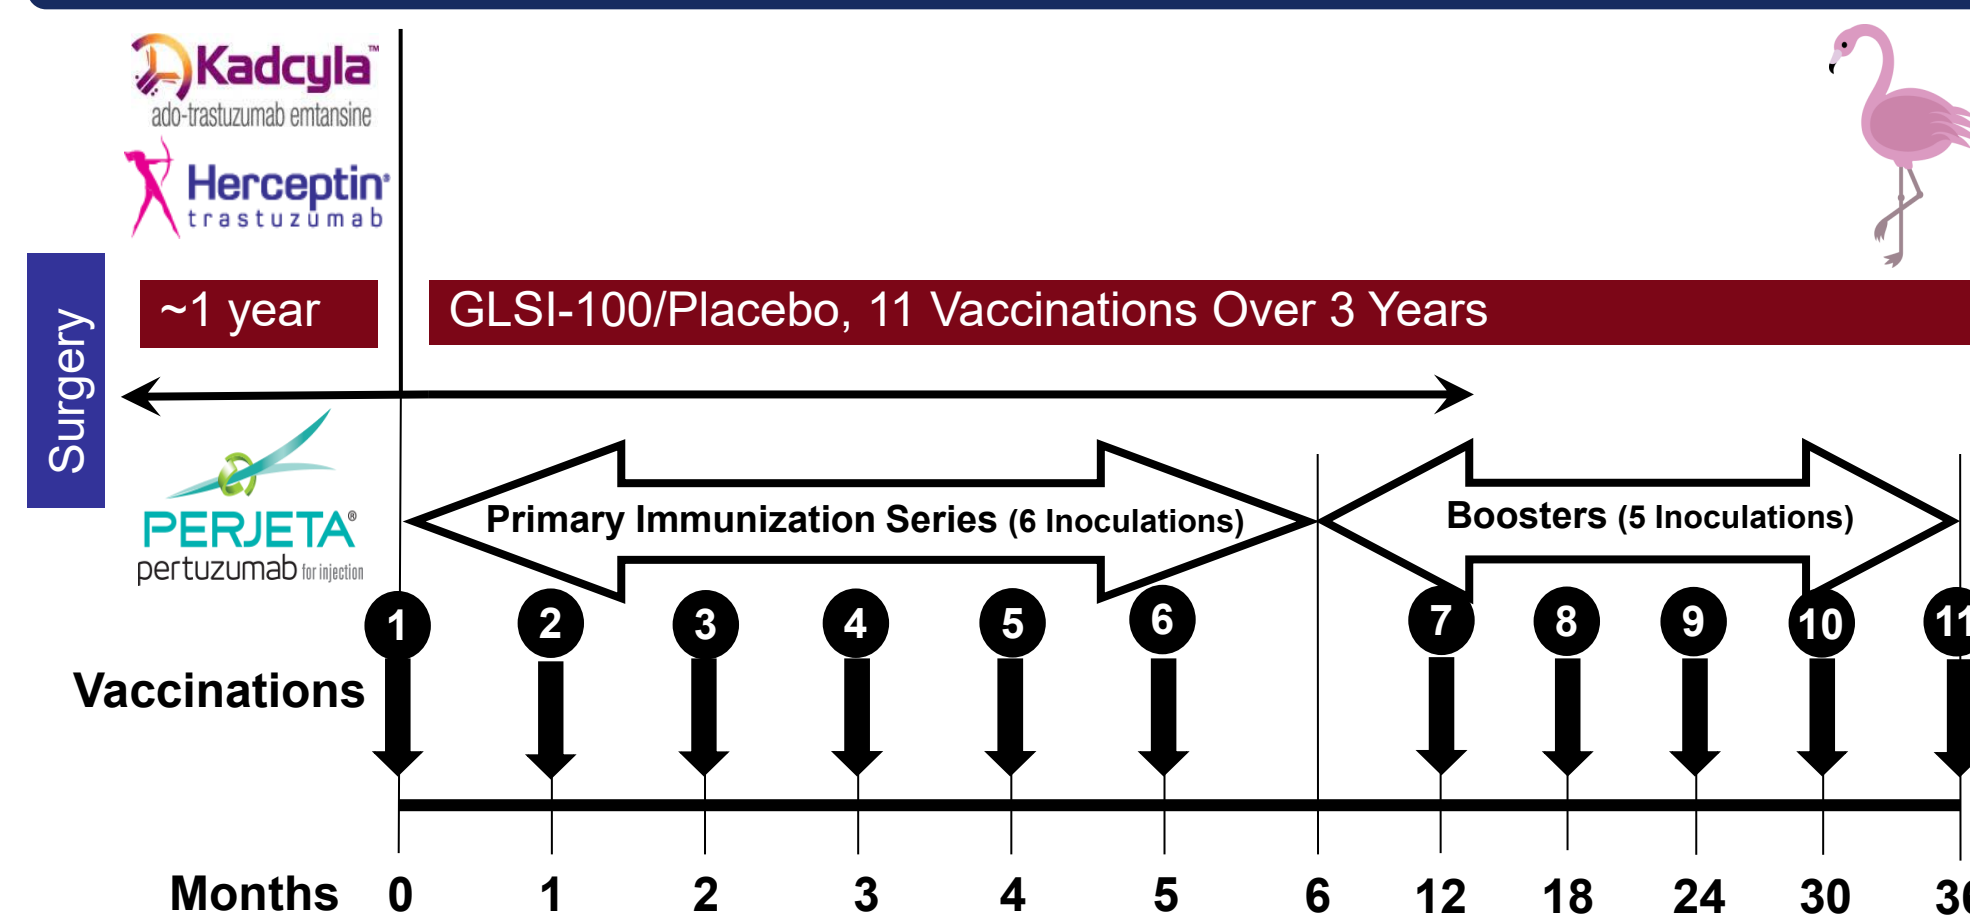 Kadcyla™
ado-trastuzumab emtansine
Herceptin®
trastuzumab
Surgery
~1 year
GLSI-100/Placebo, 11 Vaccinations Over 3 Years
PERJETA®
pertuzumab for injection
Primary Immunization Series (6 Inoculations)
Boosters (5 Inoculations)
1 2 3 4 5 6 7 8 9 10 11
Vaccinations
Months 0 1 2 3 4 5 6 12 18 24 30